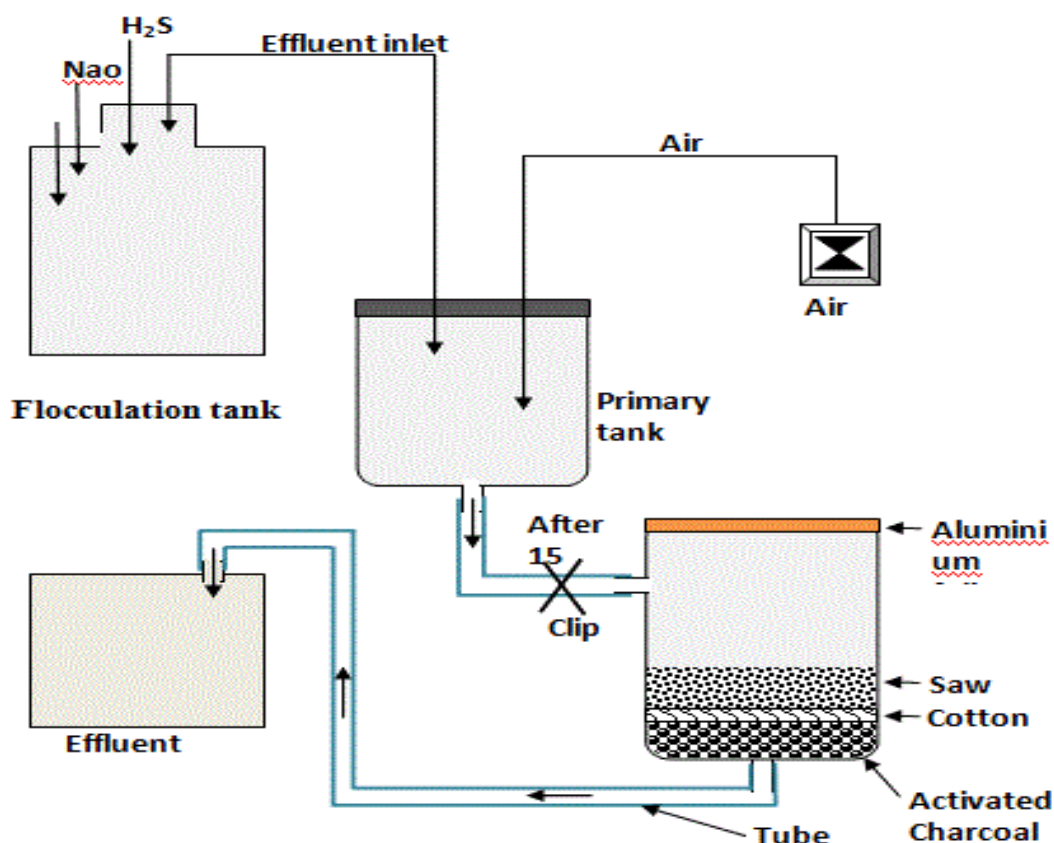 H₂S
Effluent inlet
Nao
Air
Air
Flocculation tank
Primary
tank
After
15
Clip
Alumini
um
Effluent
Saw
Cotton
Activated
Charcoal
Tube